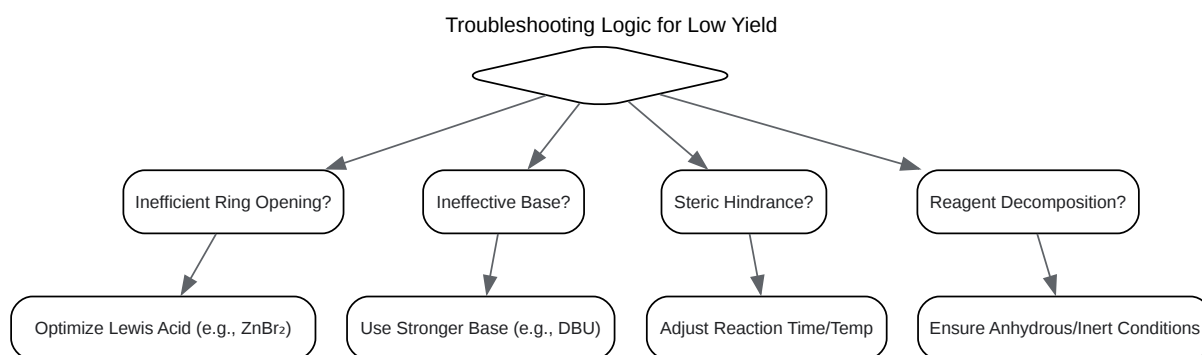 Troubleshooting Logic for Low Yield
Inefficient Ring Opening?
Ineffective Base?
Steric Hindrance?
Reagent Decomposition?
Optimize Lewis Acid (e.g., ZnBr₂)
Use Stronger Base (e.g., DBU)
Adjust Reaction Time/Temp
Ensure Anhydrous/Inert Conditions